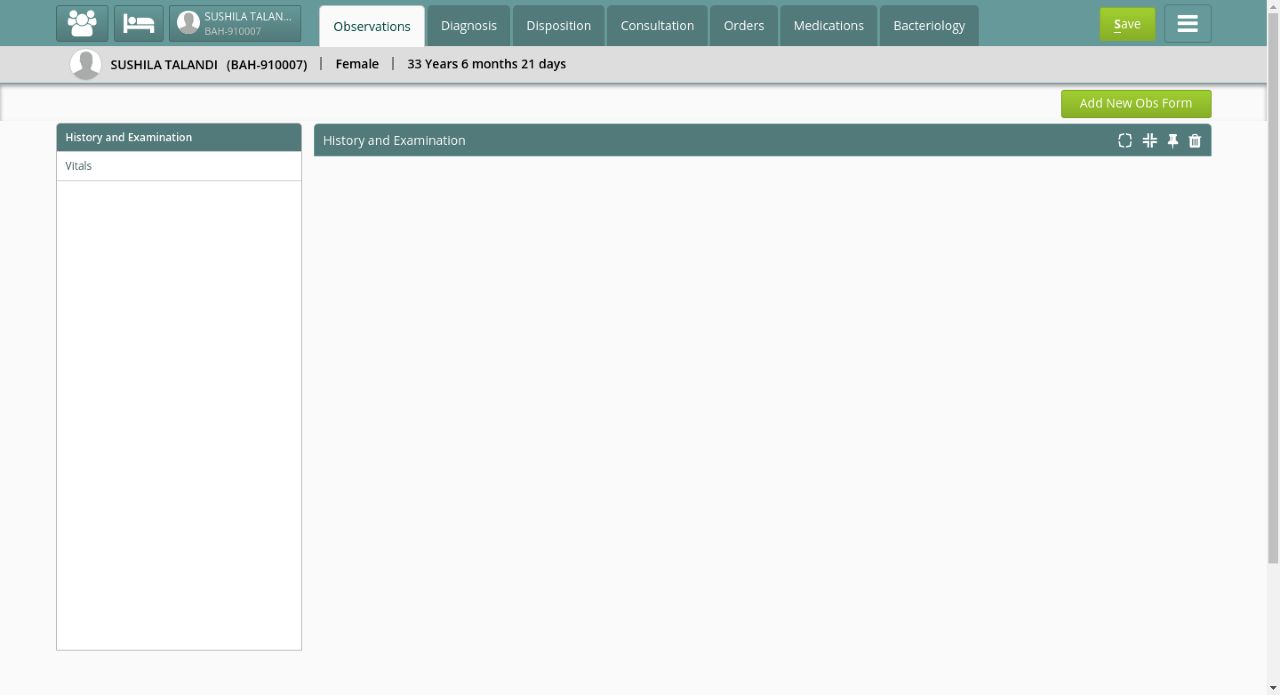 SUSHILA TALAN...
BAH-910007
Observations
Diagnosis
Disposition
Consultation
Orders
Medications
Bacteriology
Save
SUSHILA TALANDI (BAH-910007) | Female | 33 Years 6 months 21 days
Add New Obs Form
History and Examination
Vitals
History and Examination